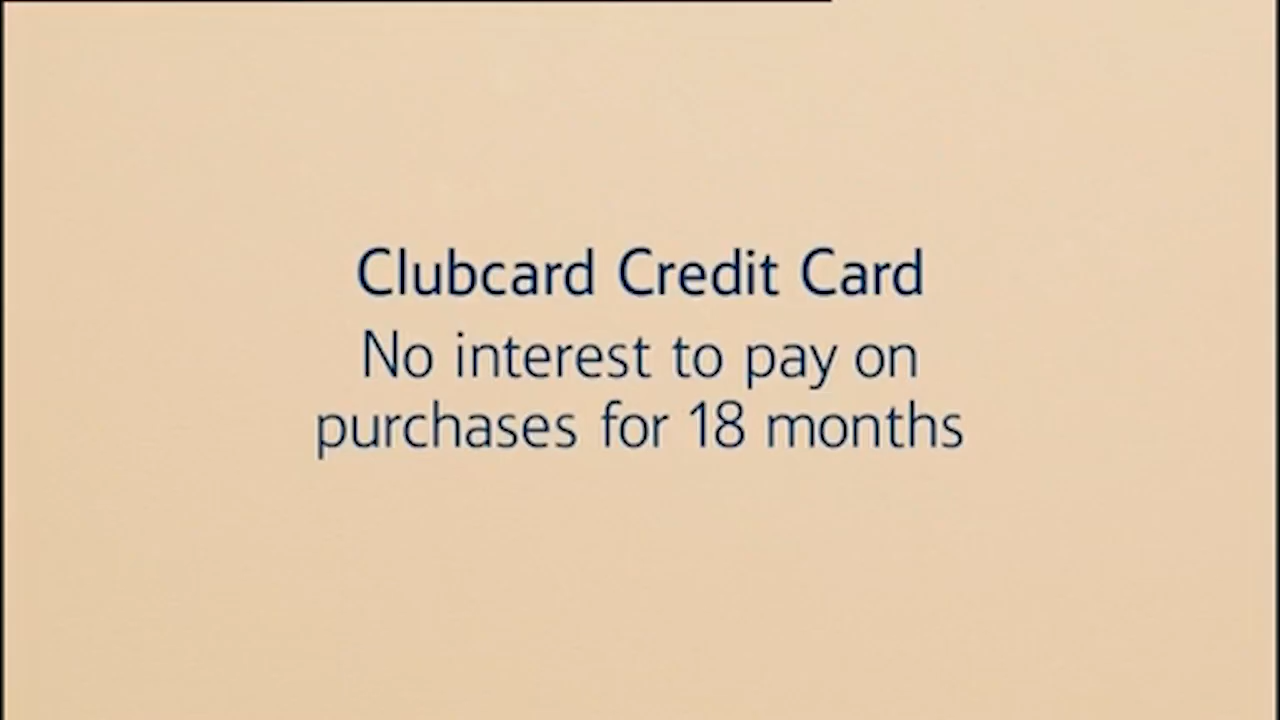 Clubcard Credit Card
No interest to pay on
purchases for 18 months